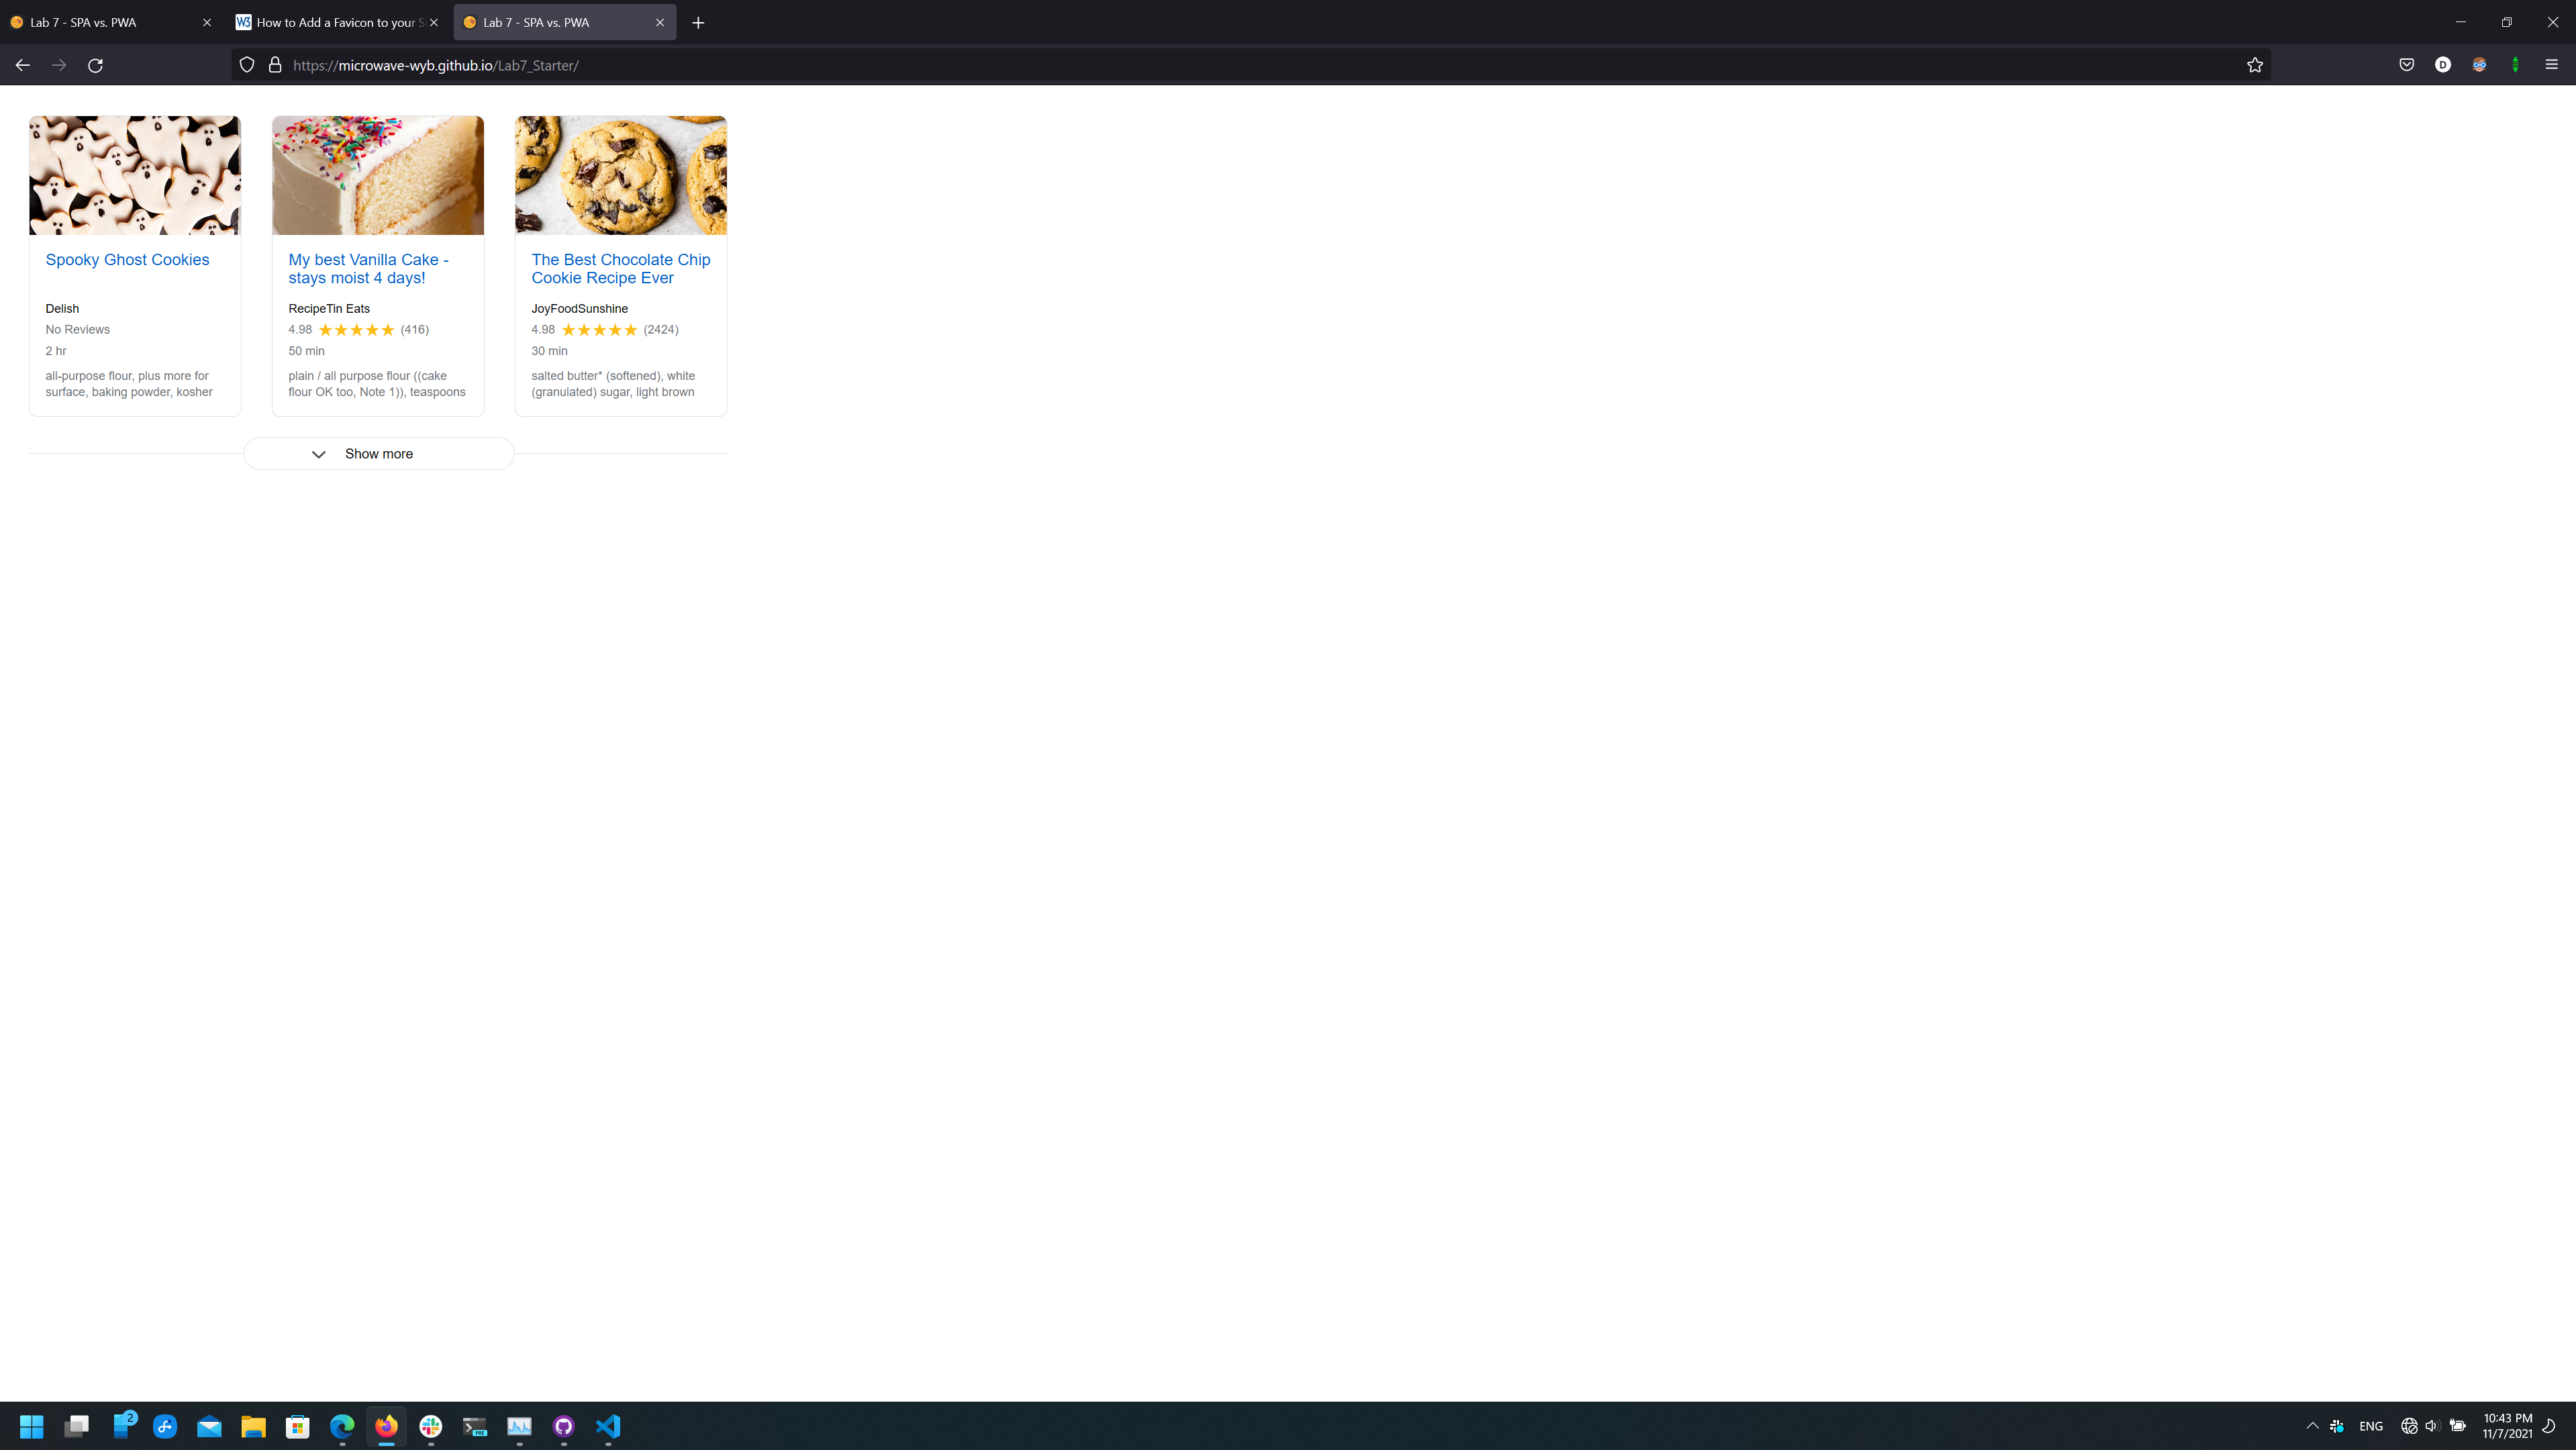 Lab 7 - SPA vs. PWA
W3 How to Add a Favicon to your S
Lab 7 - SPA vs. PWA
https://microwave-wyb.github.io/Lab7_Starter/
D
Spooky Ghost Cookies
Delish
No Reviews
2 hr
all-purpose flour, plus more for
surface, baking powder, kosher
My best Vanilla Cake -
stays moist 4 days!
RecipeTin Eats
4.98 ★★★★★ (416)
50 min
plain / all purpose flour ((cake
flour OK too, Note 1)), teaspoons
The Best Chocolate Chip
Cookie Recipe Ever
JoyFoodSunshine
4.98 ★★★★★ (2424)
30 min
salted butter* (softened), white
(granulated) sugar, light brown
Show more
2
PRE
ENG
10:43 PM
11/7/2021